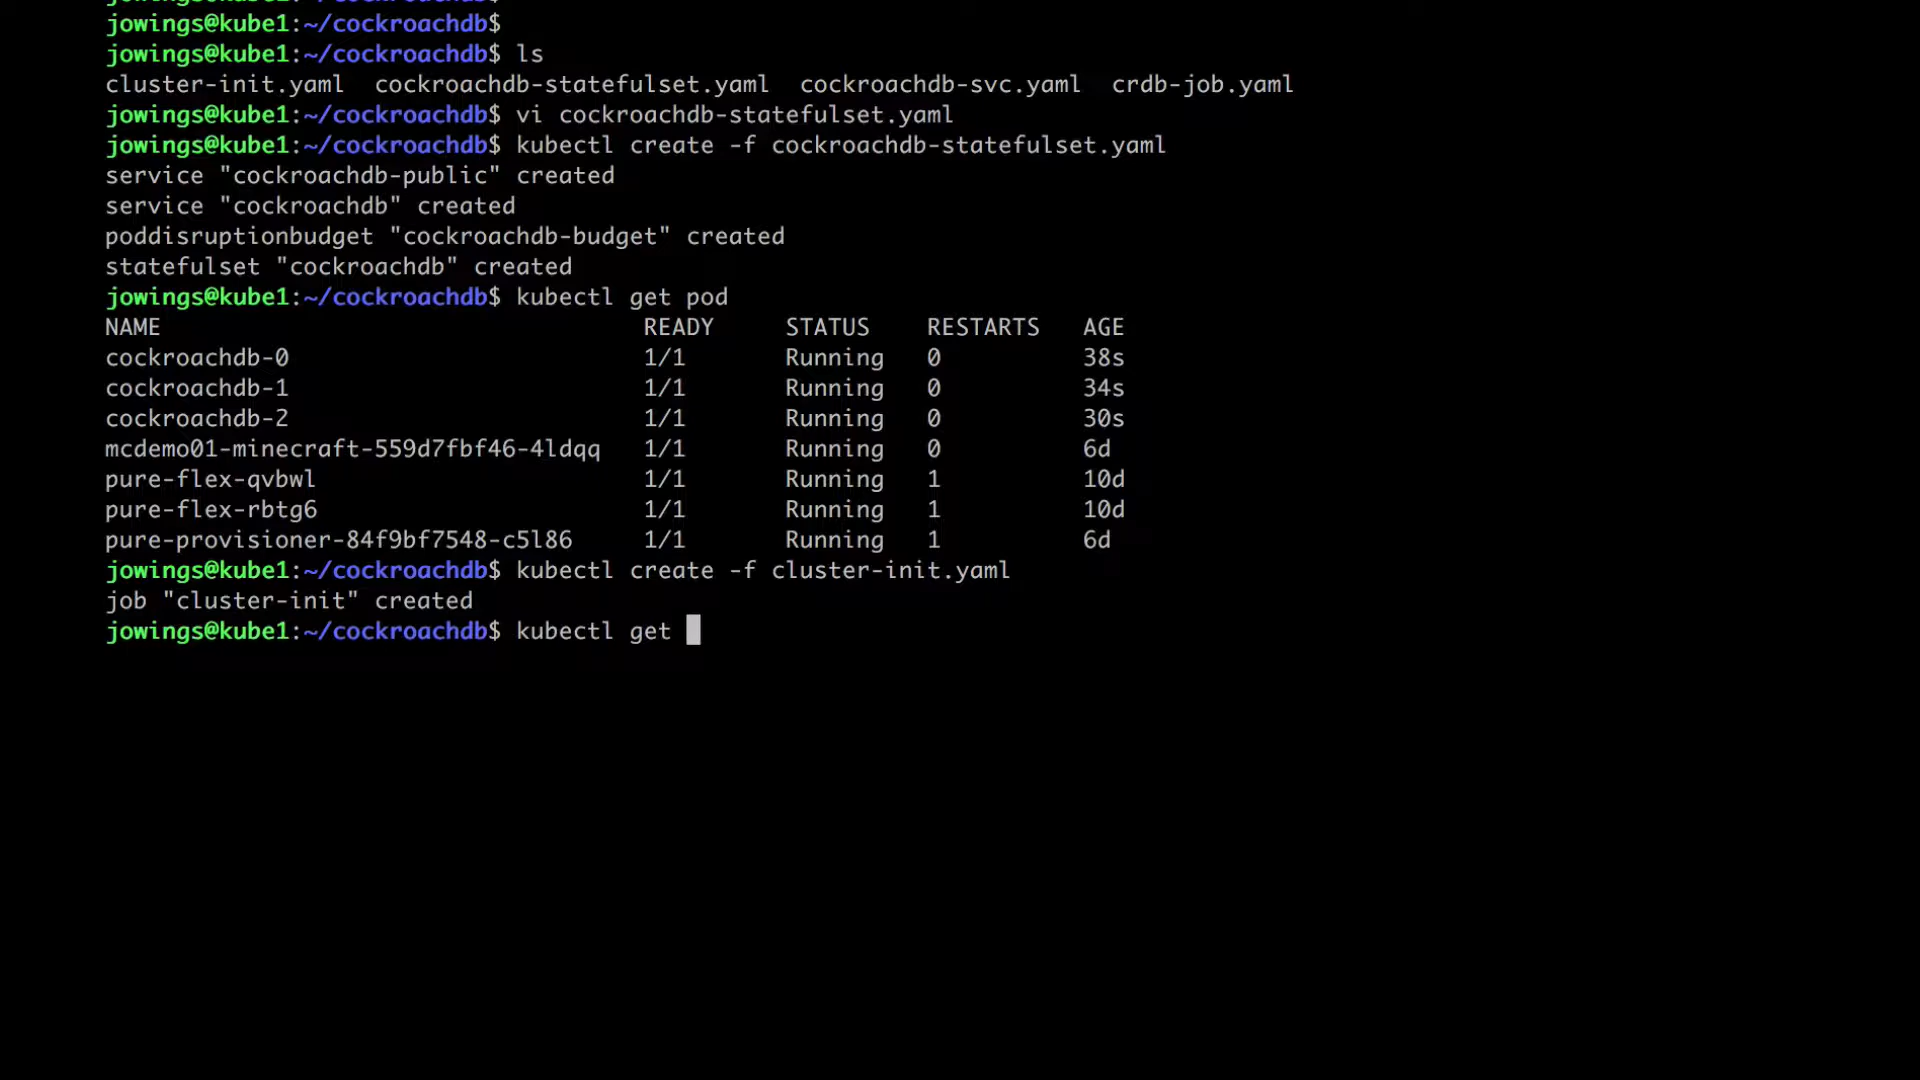 jowings@kube1:~/cockroachdb$
jowings@kube1:~/cockroachdb$ ls
cluster-init.yaml  cockroachdb-statefulset.yaml  cockroachdb-svc.yaml  crdb-job.yaml
jowings@kube1:~/cockroachdb$ vi cockroachdb-statefulset.yaml
jowings@kube1:~/cockroachdb$ kubectl create -f cockroachdb-statefulset.yaml
service "cockroachdb-public" created
service "cockroachdb" created
poddisruptionbudget "cockroachdb-budget" created
statefulset "cockroachdb" created
jowings@kube1:~/cockroachdb$ kubectl get pod
NAME                                  READY     STATUS    RESTARTS   AGE
cockroachdb-0                         1/1       Running   0          38s
cockroachdb-1                         1/1       Running   0          34s
cockroachdb-2                         1/1       Running   0          30s
mcdemo01-minecraft-559d7fbf46-4ldqq   1/1       Running   0          6d
pure-flex-qvbwl                       1/1       Running   1          10d
pure-flex-rbtg6                       1/1       Running   1          10d
pure-provisioner-84f9bf7548-c5l86     1/1       Running   1          6d
jowings@kube1:~/cockroachdb$ kubectl create -f cluster-init.yaml
job "cluster-init" created
jowings@kube1:~/cockroachdb$ kubectl get